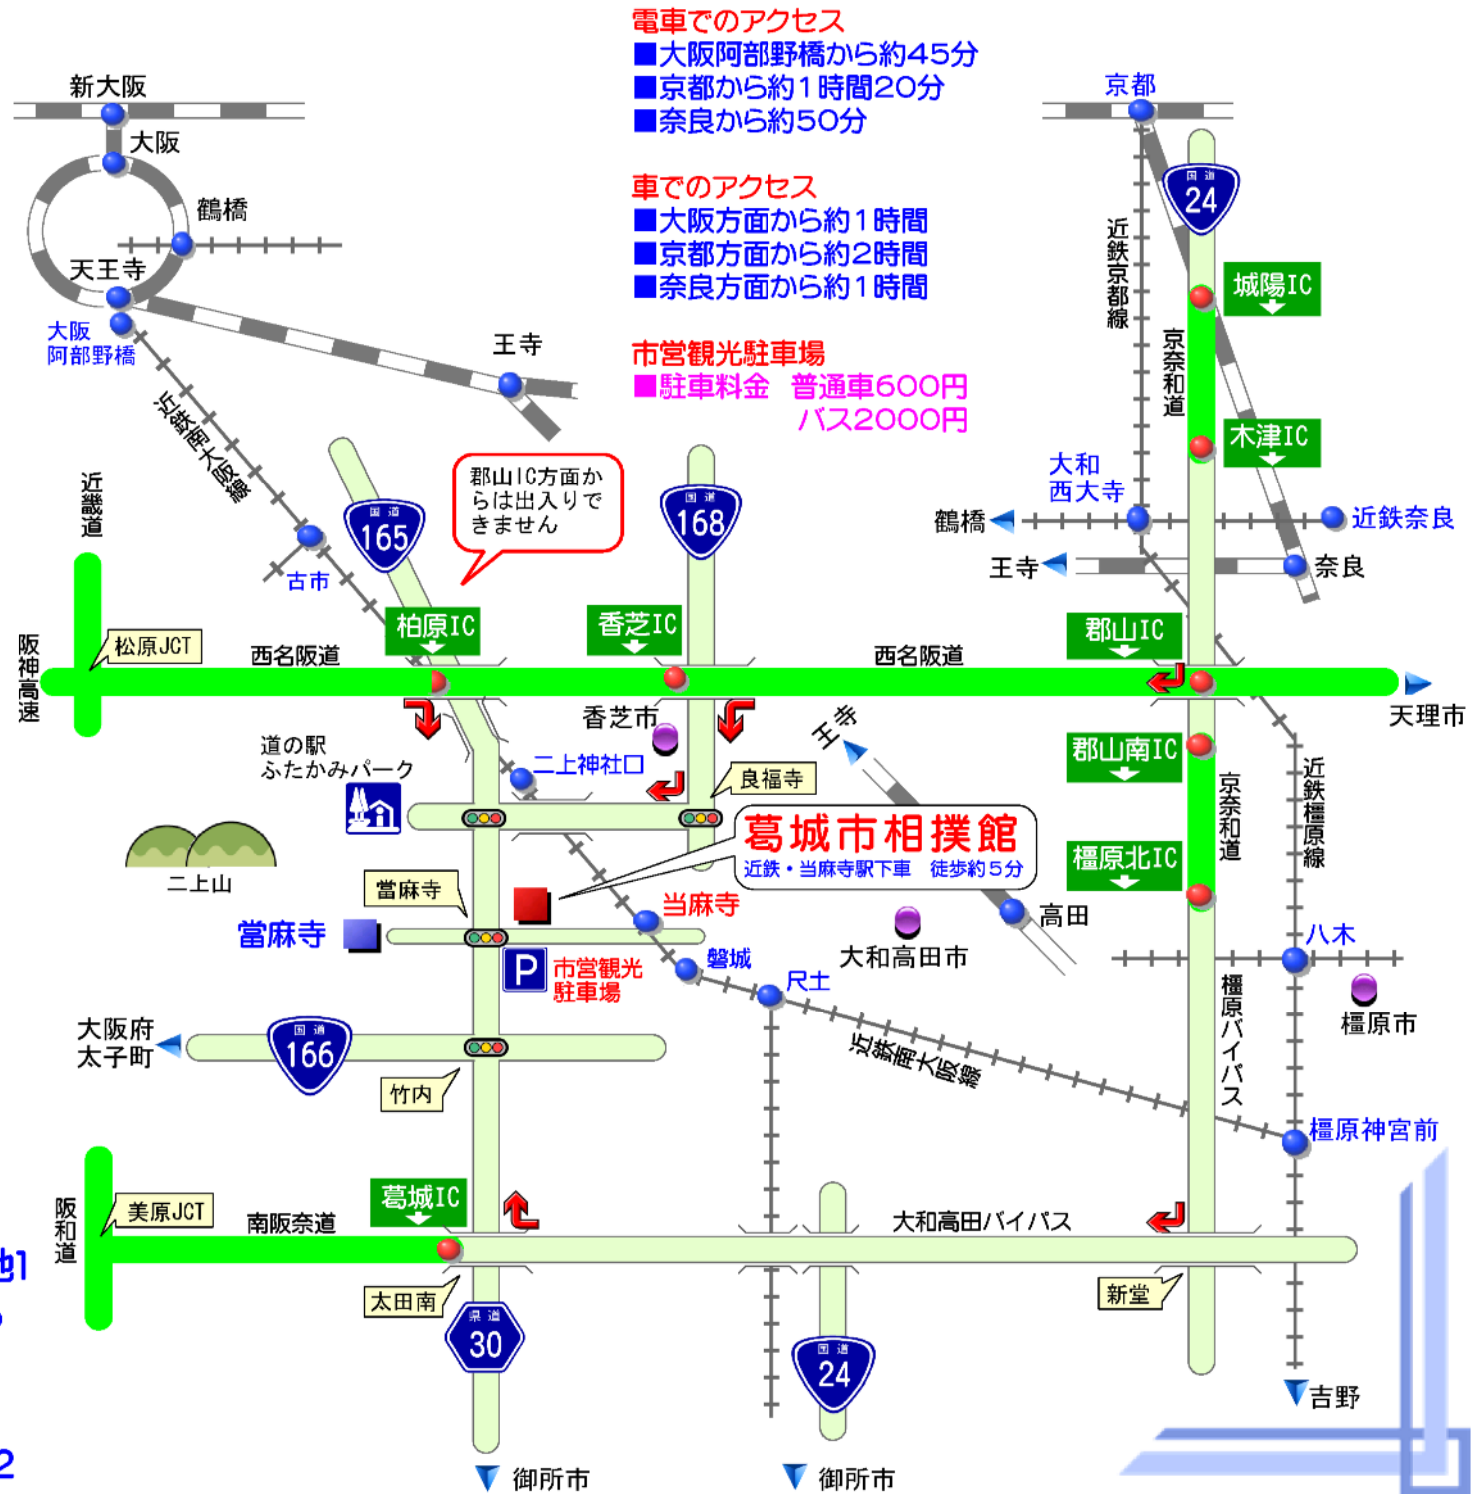 電車でのアクセス
■大阪阿部野橋から約45分
■京都から約1時間20分
■奈良から約50分
車でのアクセス
■大阪方面から約1時間
■京都方面から約2時間
■奈良方面から約1時間
市営観光駐車場
■駐車料金 普通車600円
バス2000円
新大阪
大阪
鶴橋
天王寺
大阪
阿部野橋
王寺
近鉄南大阪線
古市
京都
国道
24
近鉄京都線
城陽IC
京奈和道
木津IC
大和
西大寺
鶴橋
近鉄奈良
王寺
奈良
近畿道
国道
165
郡山IC方面か
らは出入りで
きません
国道
168
阪神高速
松原JCT
西名阪道
柏原IC
香芝IC
西名阪道
郡山IC
天理市
香芝市
王寺
道の駅
ふたかみパーク
二上神社口
良福寺
郡山南IC
京奈和道
近鉄橿原線
橿原北IC
二上山
葛城市相撲館
近鉄・当麻寺駅下車 徒歩約5分
當麻寺
當麻寺
当麻寺
高田
大和高田市
市営観光
駐車場
P
磐城
尺土
八木
橿原市
橿原バイパス
大阪府
太子町
国道
166
竹内
近鉄南大阪線
橿原神宮前
阪和道
美原JCT
南阪奈道
葛城IC
大和高田バイパス
太田南
新堂
県道
30
国道
24
吉野
御所市
御所市
地1
2